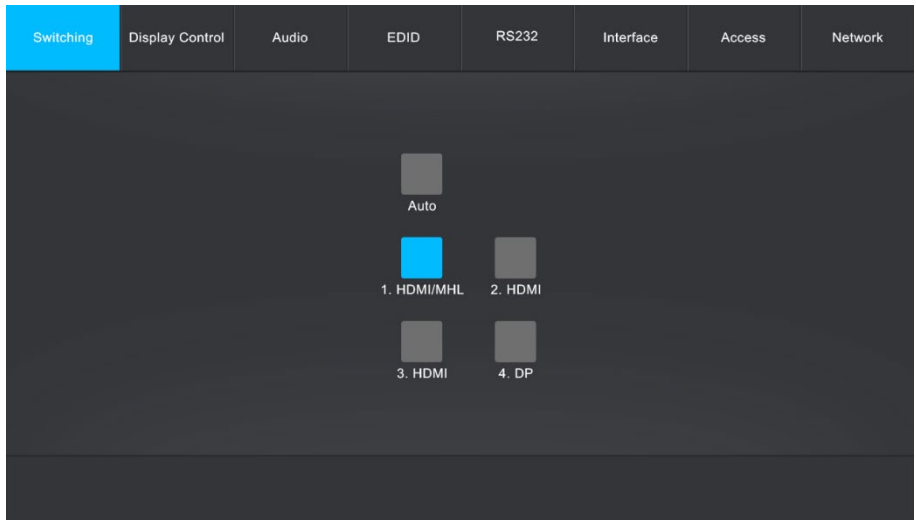 Switching Display Control Audio EDID RS232 Interface Access Network
Auto
1. HDMI/MHL 2. HDMI
3. HDMI 4. DP